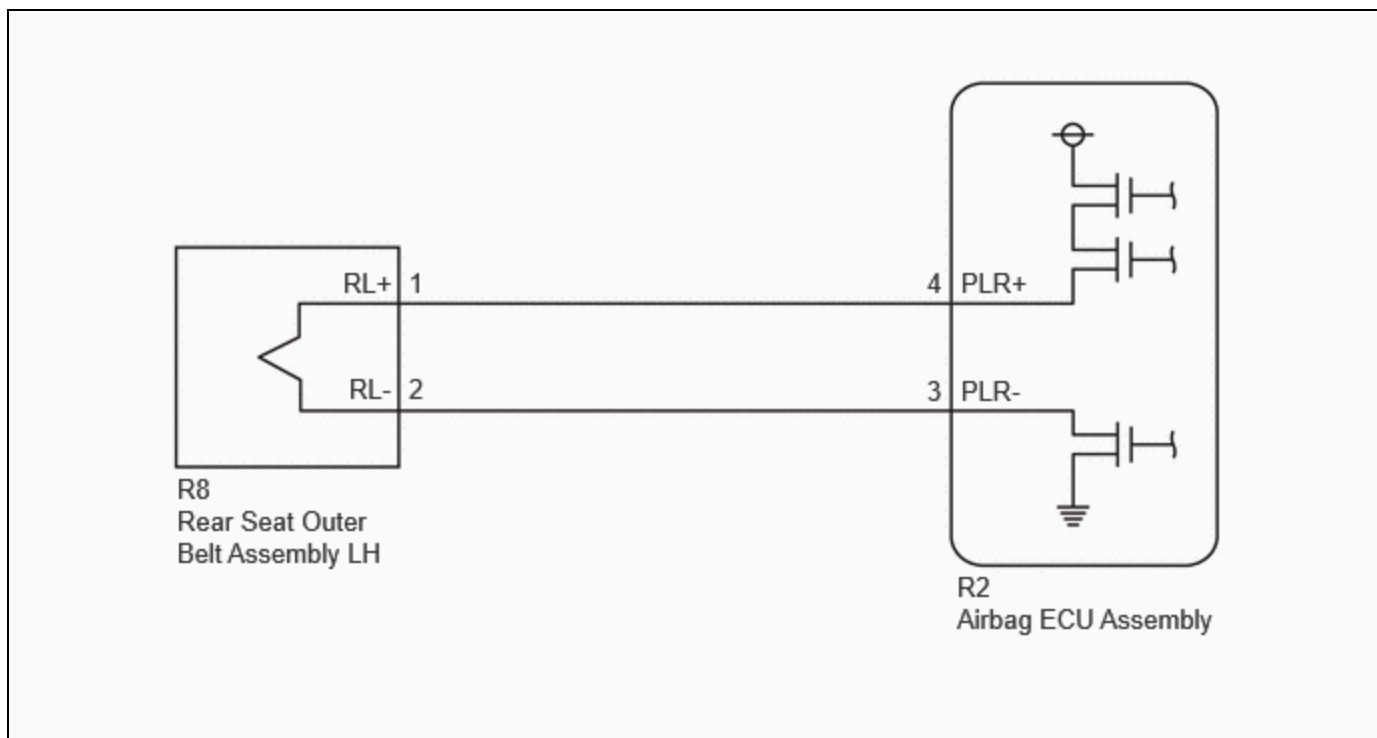 RL+ 1
4 PLR+
RL- 2
3 PLR-
R8
Rear Seat Outer
Belt Assembly LH
R2
Airbag ECU Assembly